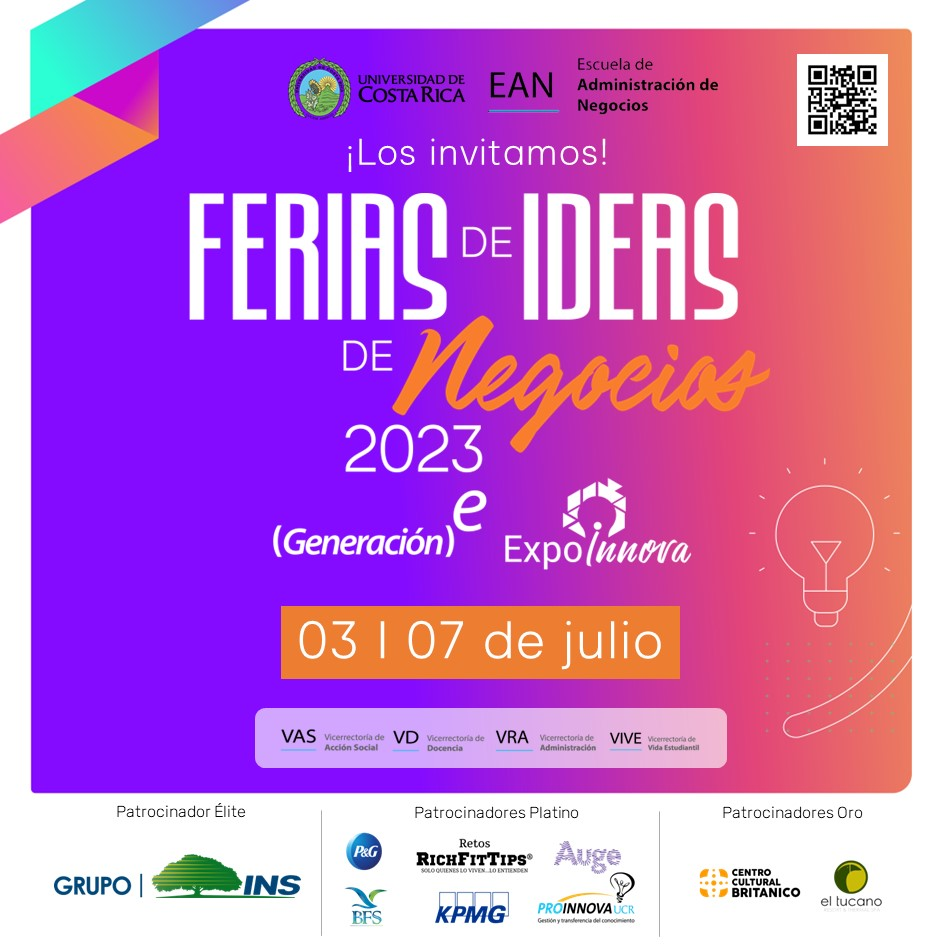 UNIVERSIDAD DE
COSTA RICA
EAN
Escuela de
Administración de
Negocios
¡Los invitamos!
FERIAS DE IDEAS
DE Negocios
2023
(Generación)e
Expo innova
03 | 07 de julio
VAS Vicerrectoría de
Acción Social
VD Vicerrectoría de
Docencia
VRA Vicerrectoría de
Administración
VIVE Vicerrectoría de
Vida Estudiantil
Patrocinador Élite
GRUPO | INS
Patrocinadores Platino
P&G
Retos
RICHFITTIPS®
SOLO QUIENES LO VIVEN...LO ENTIENDEN
Auge
BFS
KPMG
PROINNOVA UCR
Gestión y transferencia del conocimiento
Patrocinadores Oro
CENTRO
CULTURAL
BRITANICO
el tucano